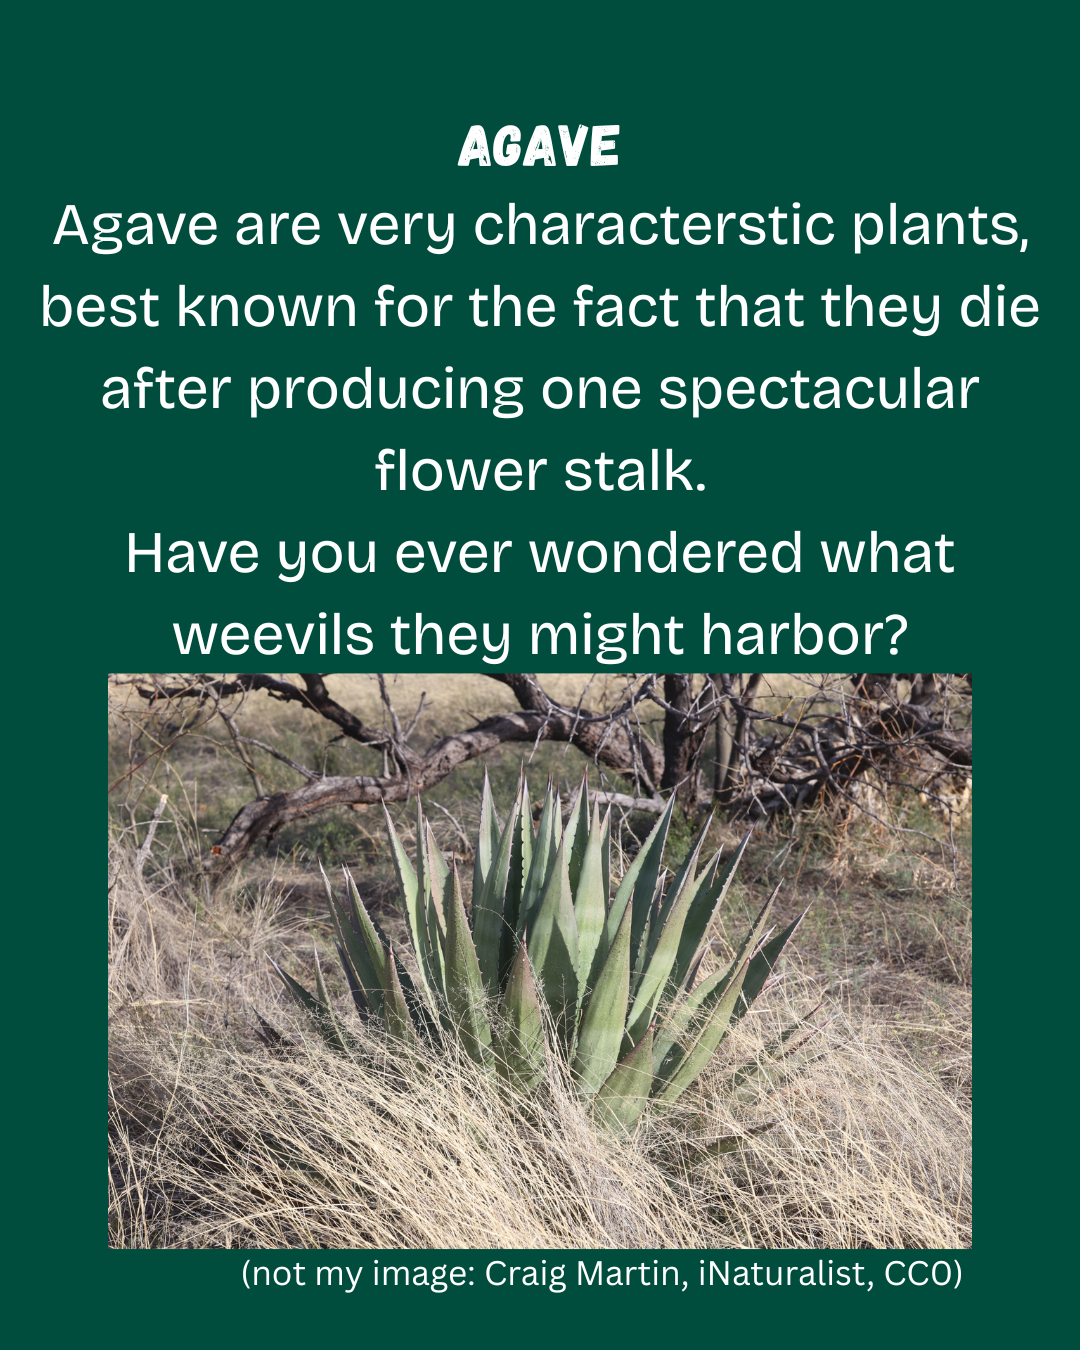 AGAVE
Agave are very characterstic plants,
best known for the fact that they die
after producing one spectacular
flower stalk.
Have you ever wondered what
weevils they might harbor?
(not my image: Craig Martin, iNaturalist, CC0)